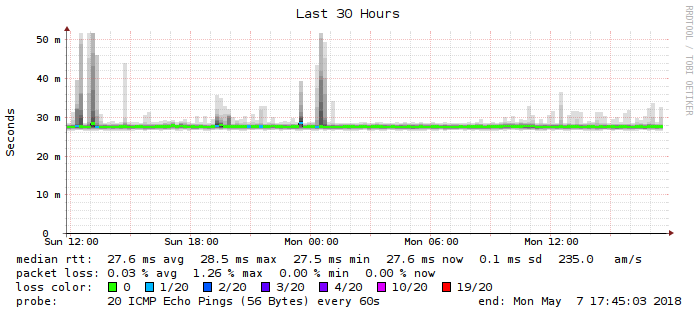 Last 30 Hours
RRDTOOL / TOBI OETIKER
Seconds
50 m
40 m
30 m
20 m
10 m
0
Sun 12:00 Sun 18:00 Mon 00:00 Mon 06:00 Mon 12:00
median rtt: 27.6 ms avg 28.5 ms max 27.5 ms min 27.6 ms now 0.1 ms sd 235.0 am/s
packet loss: 0.03 % avg 1.26 % max 0.00 % min 0.00 % now
loss color: 0 1/20 2/20 3/20 4/20 10/20 19/20
probe: 20 ICMP Echo Pings (56 Bytes) every 60s end: Mon May 7 17:45:03 2018